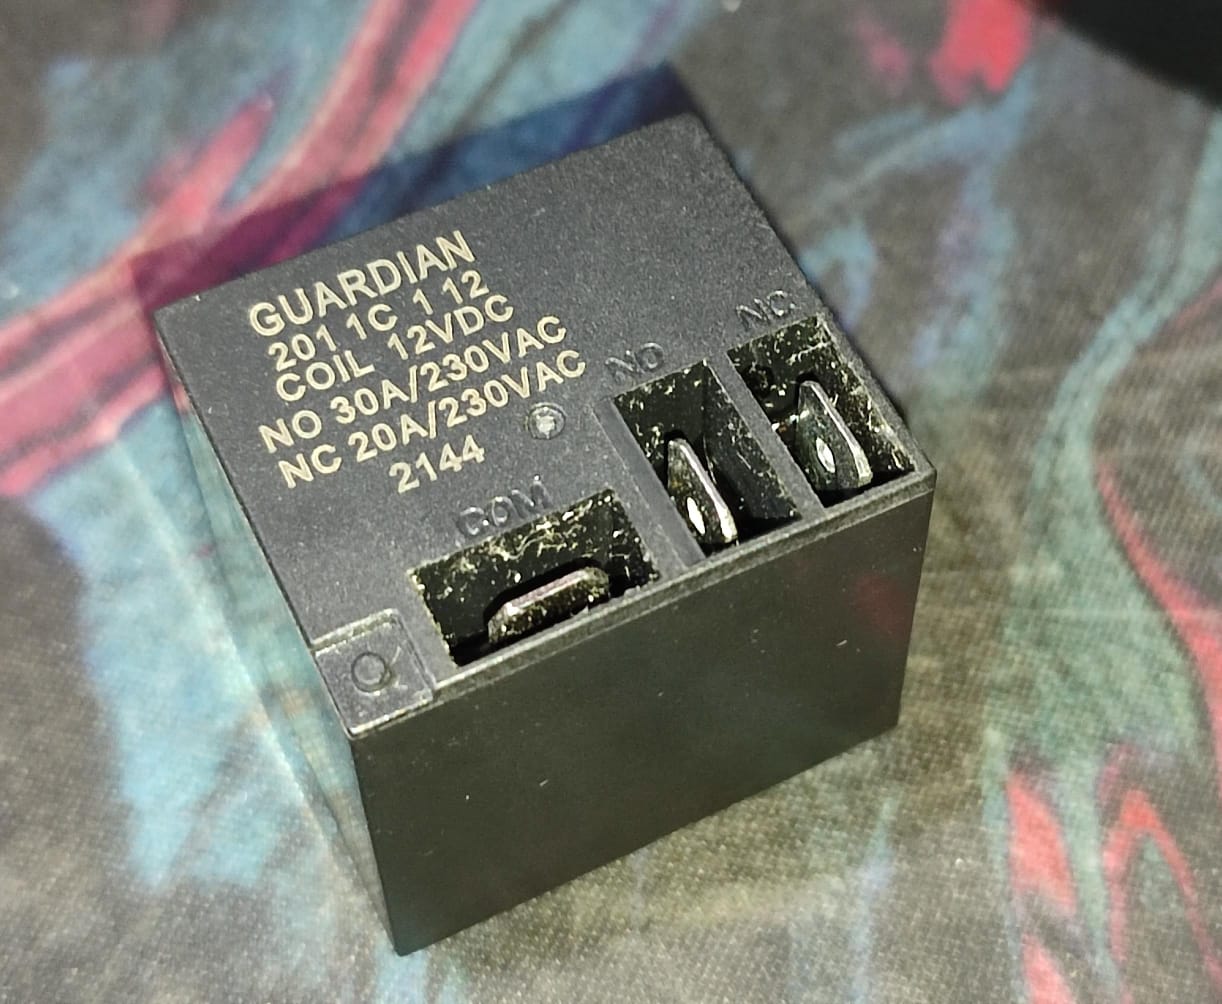 GUARDIAN
201 1C 1 12
COIL 12VDC
NO 30A/230VAC
NC 20A/230VAC
2144
COM
NO
NC